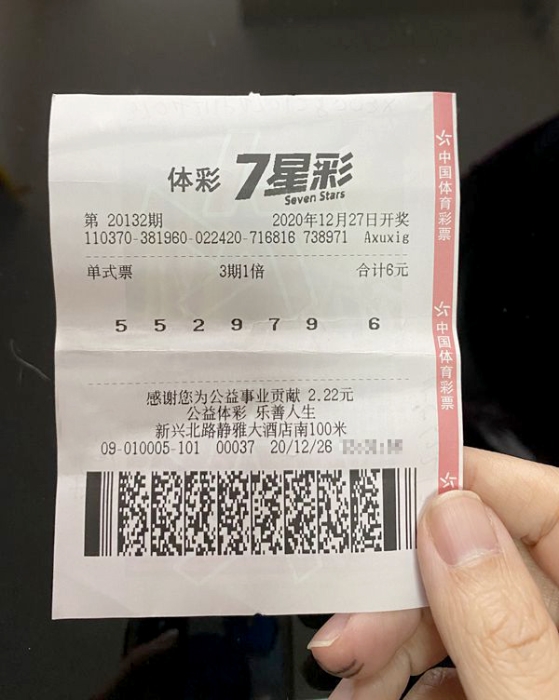 体彩 7星彩
Seven Stars
第 20132期 2020年12月27日开奖
110370-381960-022420-716816 738971 Axuxig
单式票 3期1倍 合计6元
5 5 2 9 7 9 6
感谢您为公益事业贡献 2.22元
公益体彩 乐善人生
新兴北路静雅大酒店南100米
09-010005-101 00037 20/12/26
中国体育彩票
中国体育彩票